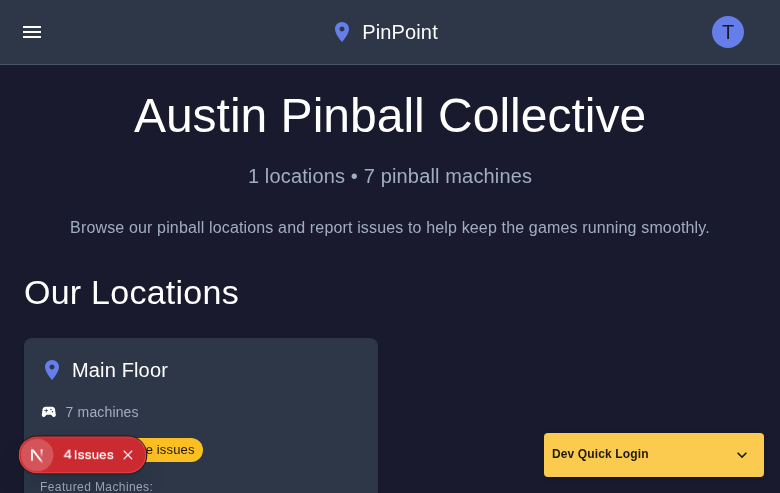 PinPoint
T
Austin Pinball Collective
1 locations • 7 pinball machines
Browse our pinball locations and report issues to help keep the games running smoothly.
Our Locations
Main Floor
7 machines
issues
N 4 Issues
Dev Quick Login
Featured Machines: